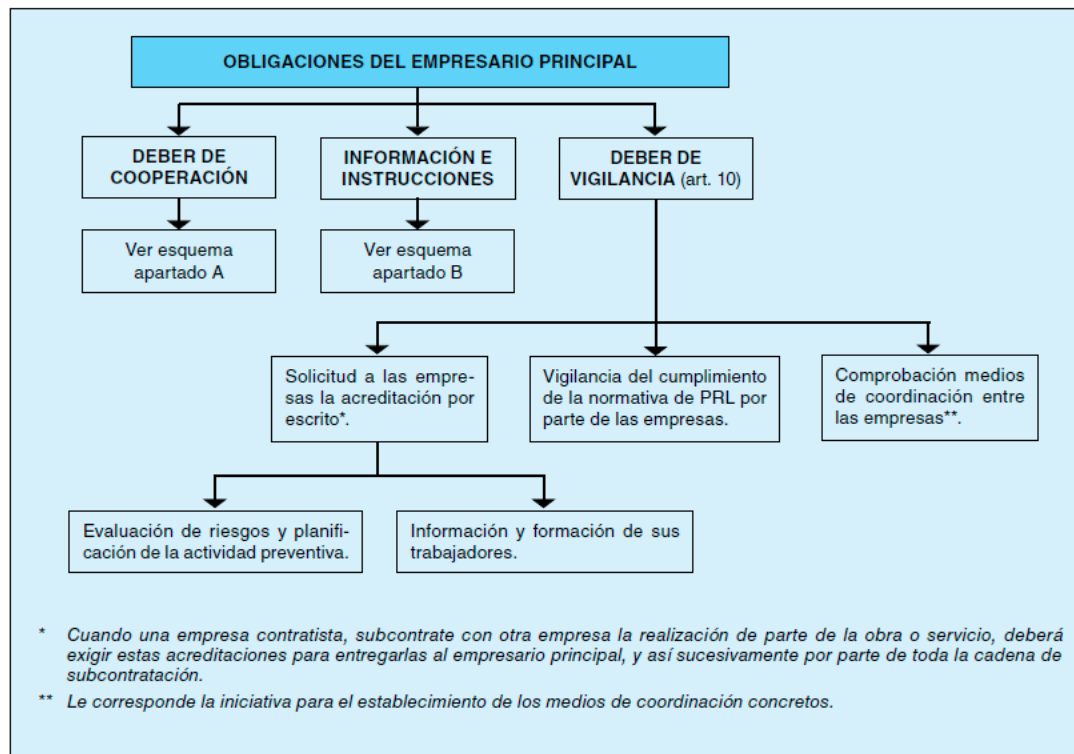 OBLIGACIONES DEL EMPRESARIO PRINCIPAL
DEBER DE
COOPERACIÓN
INFORMACIÓN E
INSTRUCCIONES
DEBER DE
VIGILANCIA (art. 10)
Ver esquema
apartado A
Ver esquema
apartado B
Solicitud a las empre-
sas la acreditación por
escrito*.
Vigilancia del cumplimiento
de la normativa de PRL por
parte de las empresas.
Comprobación medios
de coordinación entre
las empresas**.
Evaluación de riesgos y planifi-
cación de la actividad preventiva.
Información y formación de sus
trabajadores.
* Cuando una empresa contratista, subcontrate con otra empresa la realización de parte de la obra o servicio, deberá
exigir estas acreditaciones para entregarlas al empresario principal, y así sucesivamente por parte de toda la cadena de
subcontratación.
** Le corresponde la iniciativa para el establecimiento de los medios de coordinación concretos.